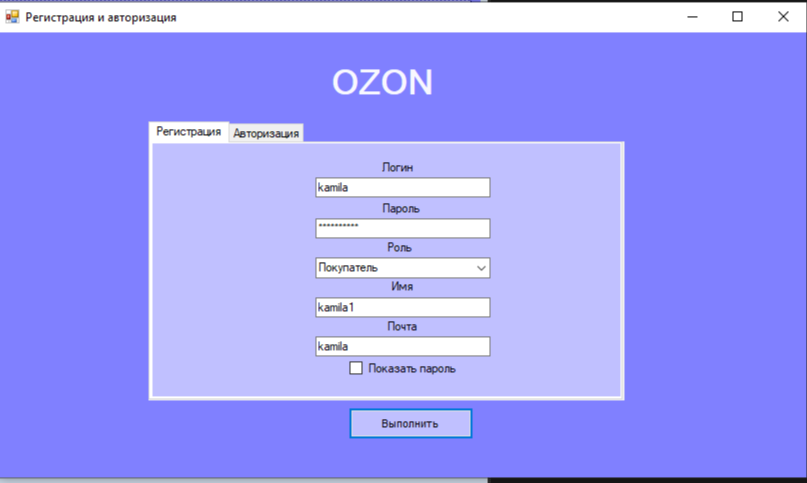 Регистрация и авторизация
OZON
Регистрация Авторизация
Логин
kamila
Пароль
**********
Роль
Покупатель
Имя
kamila1
Почта
kamila
Показать пароль
Выполнить